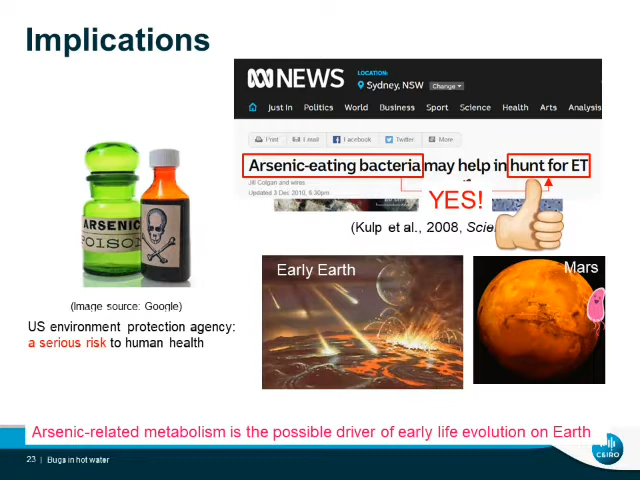 Implications
NEWS
LOCATION:
Sydney, NSW
Change
Just In Politics World Business Sport Science Health Arts Analysis
Print Email Facebook Twitter More
Arsenic-eating bacteria may help in hunt for ET
Jill Colgan and wires
Updated 3 Dec 2010, 6:30pm
YES!
(Kulp et al., 2008,
ARSENIC
POISON
Early Earth
Mars
(Image source: Google)
US environment protection agency:
a serious risk to human health
Arsenic-related metabolism is the possible driver of early life evolution on Earth
23 | Bugs in hot water
CSIRO